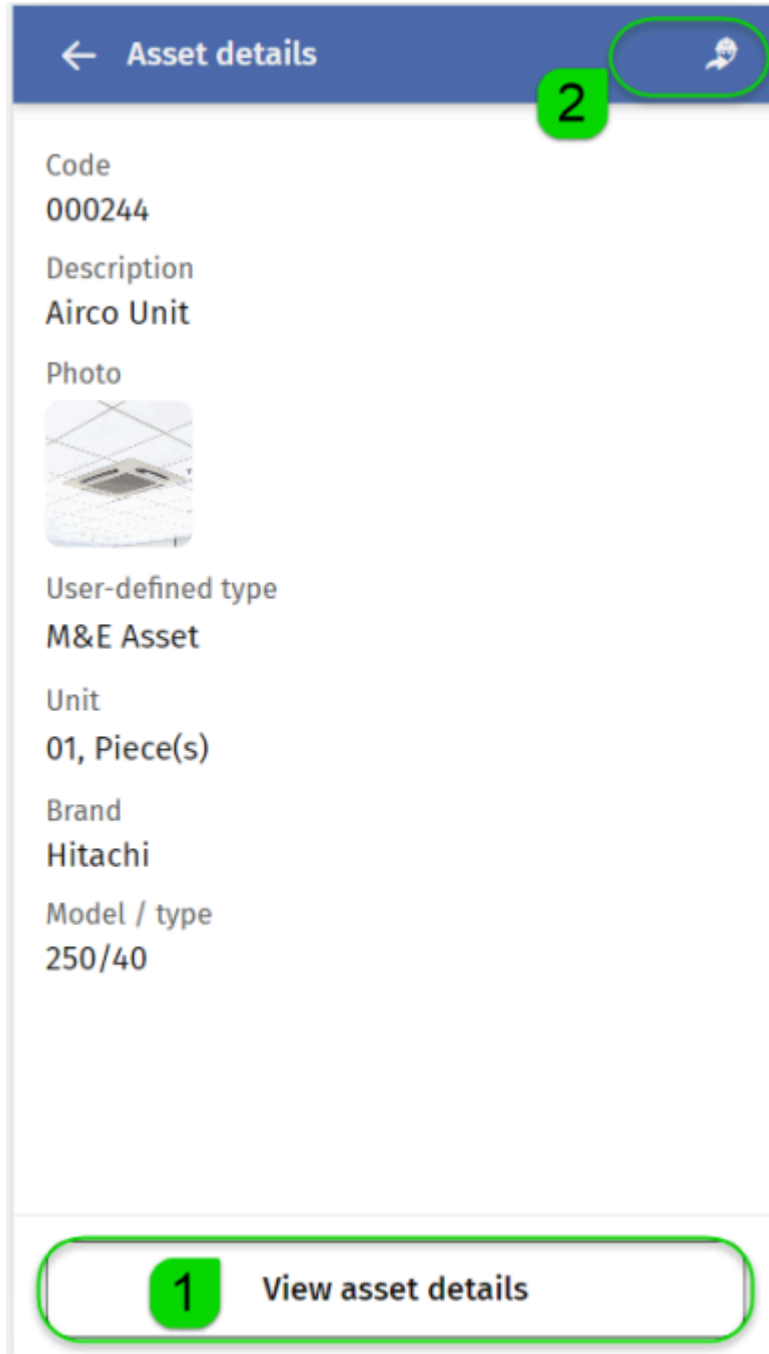 Asset details
2
Code
000244
Description
Airco Unit
Photo
User-defined type
M&E Asset
Unit
01, Piece(s)
Brand
Hitachi
Model / type
250/40
1 View asset details